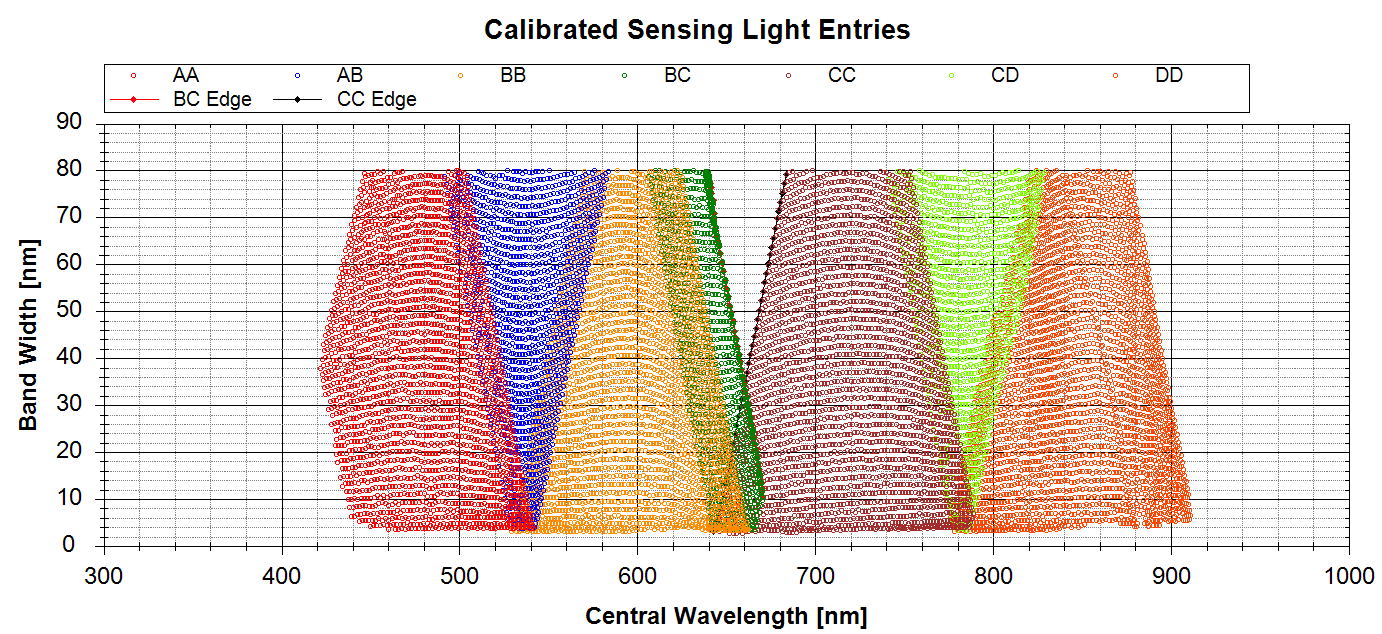 Calibrated Sensing Light Entries
AA AB BB BC CC CD DD
BC Edge CC Edge
90
80
70
60
50
40
30
20
10
0
Band Width [nm]
300 400 500 600 700 800 900 1000
Central Wavelength [nm]